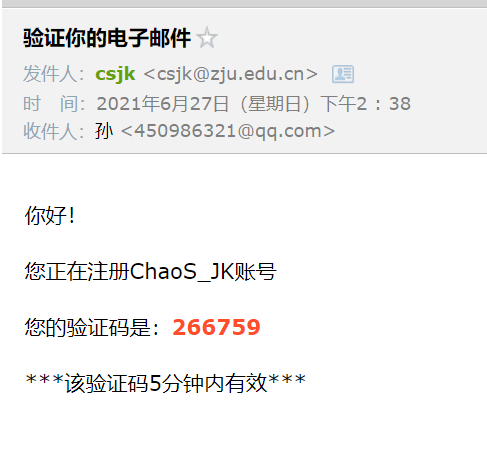 验证你的电子邮件
发件人：csjk <csjk@zju.edu.cn>
时　间：2021年6月27日（星期日）下午2：38
收件人：孙 <450986321@qq.com>
你好！
您正在注册ChaoS_JK账号
您的验证码是：266759
***该验证码5分钟内有效***